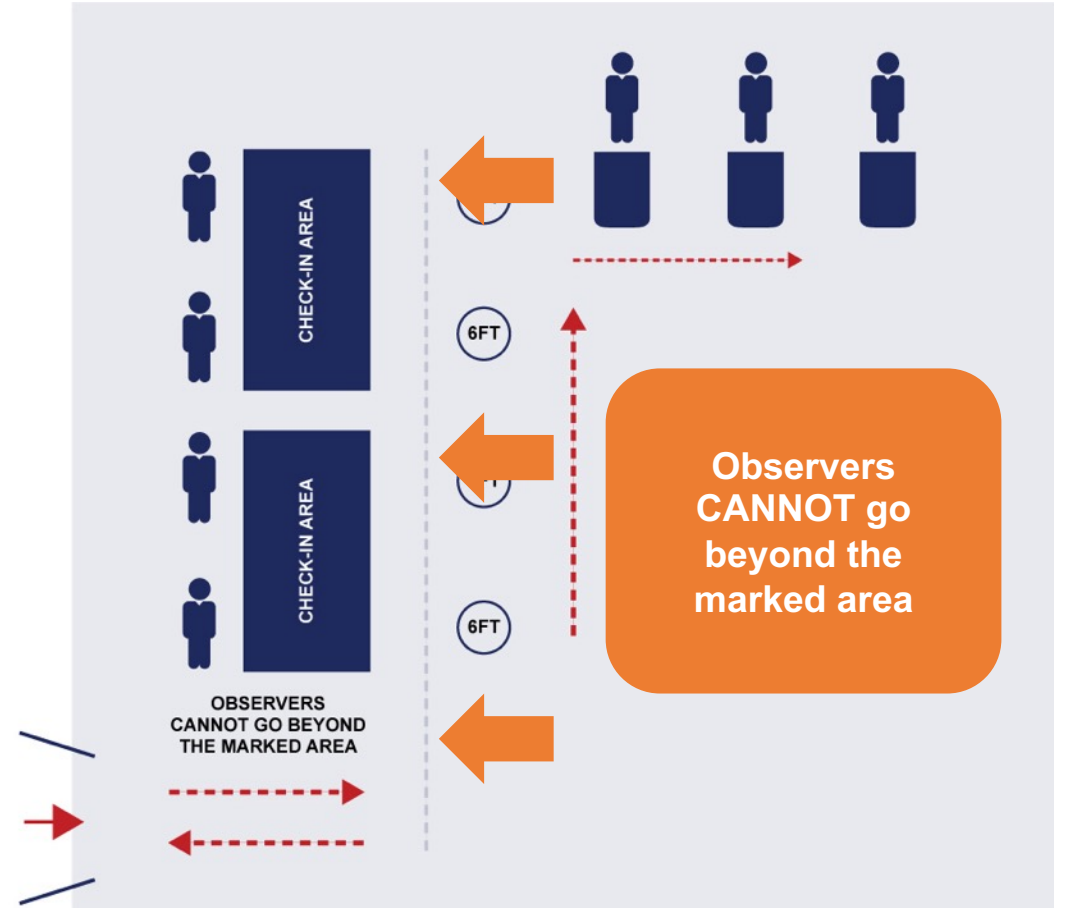 CHECK-IN AREA
6FT
CHECK-IN AREA
6FT
Observers
CANNOT go
beyond the
marked area
OBSERVERS
CANNOT GO BEYOND
THE MARKED AREA